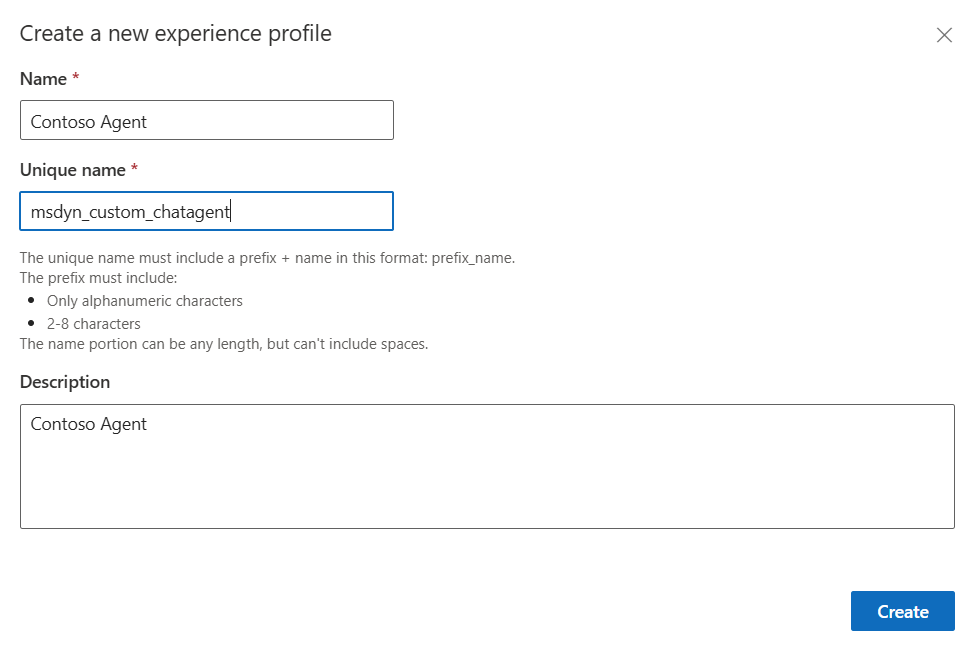 Create a new experience profile
Name *
Contoso Agent
Unique name *
msdyn_custom_chatagent
The unique name must include a prefix + name in this format: prefix_name.
The prefix must include:
• Only alphanumeric characters
• 2-8 characters
The name portion can be any length, but can't include spaces.
Description
Contoso Agent
Create